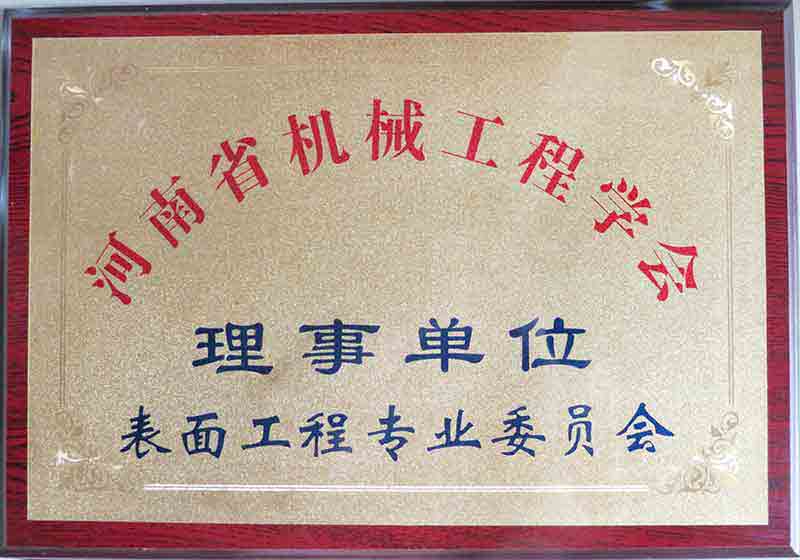 河南省机械工程学会
理事单位
表面工程专业委员会